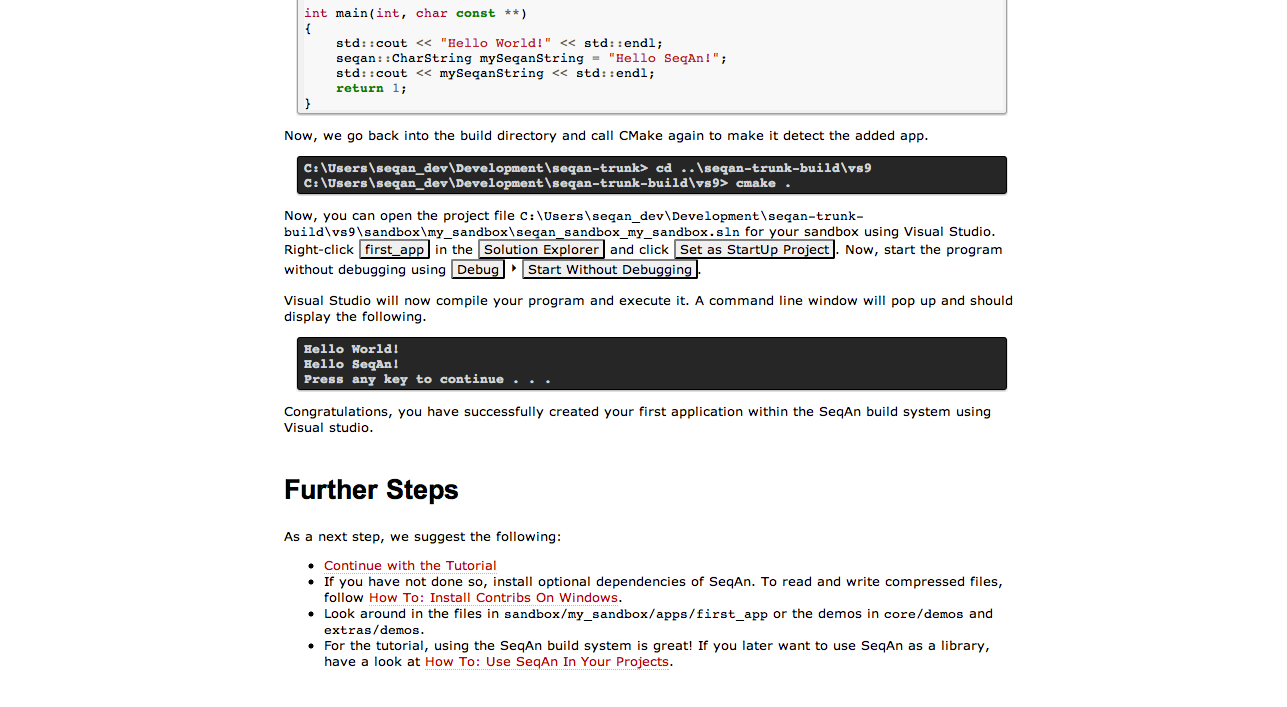 int main(int, char const **)
{
    std::cout << "Hello World!" << std::endl;
    seqan::CharString mySeqanString = "Hello SeqAn!";
    std::cout << mySeqanString << std::endl;
    return 1;
}
Now, we go back into the build directory and call CMake again to make it detect the added app.
C:\Users\seqan_dev\Development\seqan-trunk> cd ..\seqan-trunk-build\vs9
C:\Users\seqan_dev\Development\seqan-trunk-build\vs9> cmake .
Now, you can open the project file C:\Users\seqan_dev\Development\seqan-trunk-
build\vs9\sandbox\my_sandbox\seqan_sandbox_my_sandbox.sln for your sandbox using Visual Studio.
Right-click first_app in the Solution Explorer and click Set as StartUp Project. Now, start the program
without debugging using Debug ‣ Start Without Debugging.
Visual Studio will now compile your program and execute it. A command line window will pop up and should
display the following.
Hello World!
Hello SeqAn!
Press any key to continue . . .
Congratulations, you have successfully created your first application within the SeqAn build system using
Visual studio.
Further Steps
As a next step, we suggest the following:
• Continue with the Tutorial
• If you have not done so, install optional dependencies of SeqAn. To read and write compressed files,
follow How To: Install Contribs On Windows.
• Look around in the files in sandbox/my_sandbox/apps/first_app or the demos in core/demos and
extras/demos.
• For the tutorial, using the SeqAn build system is great! If you later want to use SeqAn as a library,
have a look at How To: Use SeqAn In Your Projects.